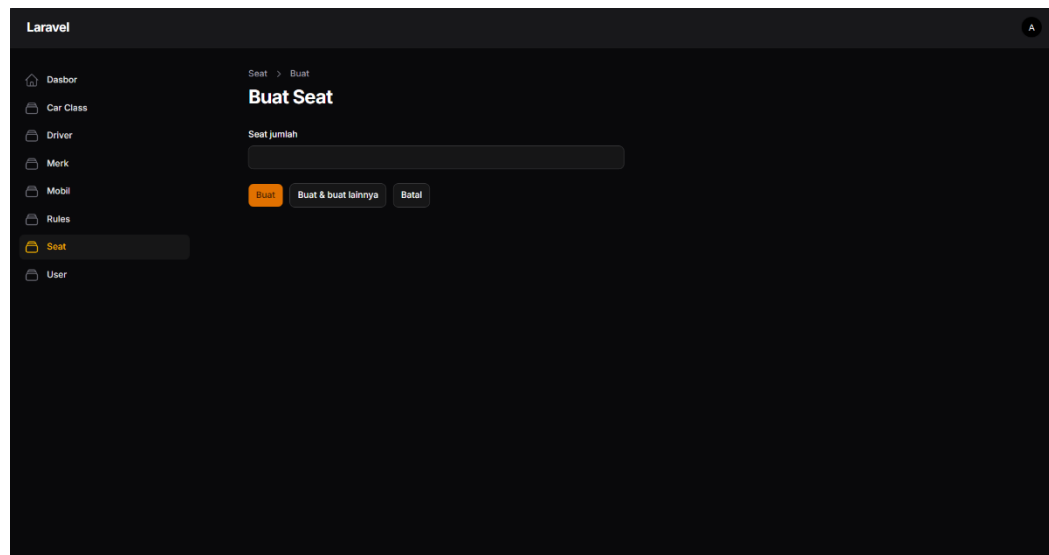 Laravel
A
Dasbor
Car Class
Driver
Merk
Mobil
Rules
Seat
User
Seat > Buat
Buat Seat
Seat jumlah
Buat
Buat & buat lainnya
Batal